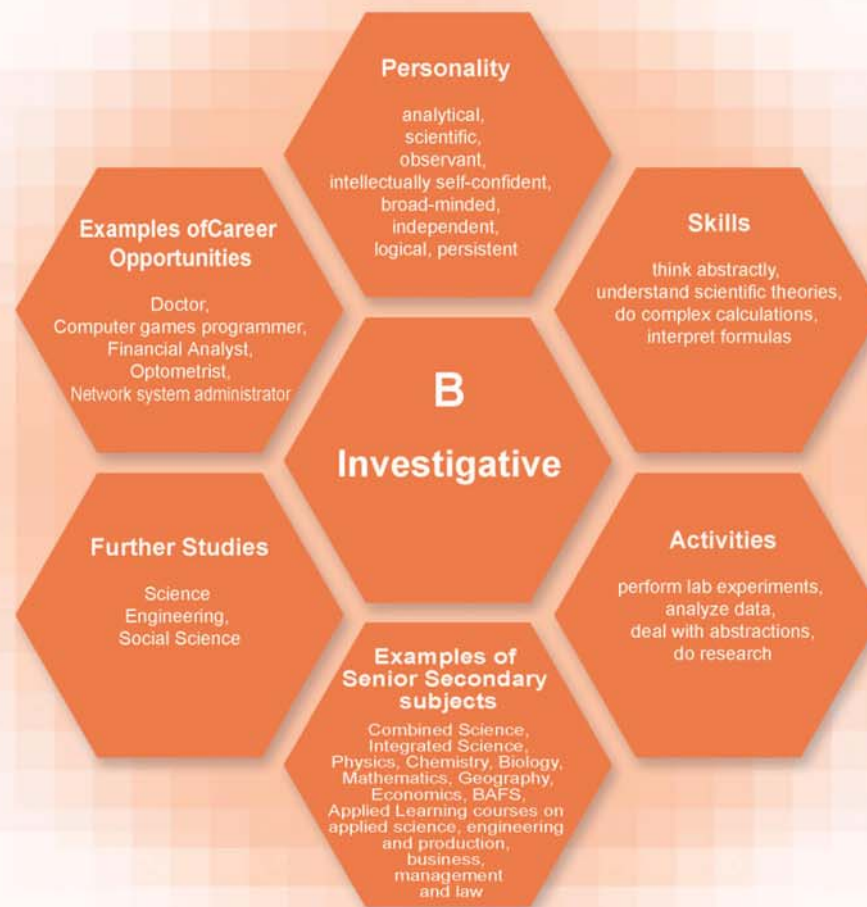 Personality
analytical,
scientific,
observant,
intellectually self-confident,
broad-minded,
independent,
logical, persistent
Examples ofCareer
Opportunities
Doctor,
Computer games programmer,
Financial Analyst,
Optometrist,
Network system administrator
Skills
think abstractly,
understand scientific theories,
do complex calculations,
interpret formulas
B
Investigative
Further Studies
Science
Engineering,
Social Science
Activities
perform lab experiments,
analyze data,
deal with abstractions,
do research
Examples of
Senior Secondary
subjects
Combined Science,
Integrated Science,
Physics, Chemistry, Biology,
Mathematics, Geography,
Economics, BAFS,
Applied Learning courses on
applied science, engineering
and production,
business,
management
and law